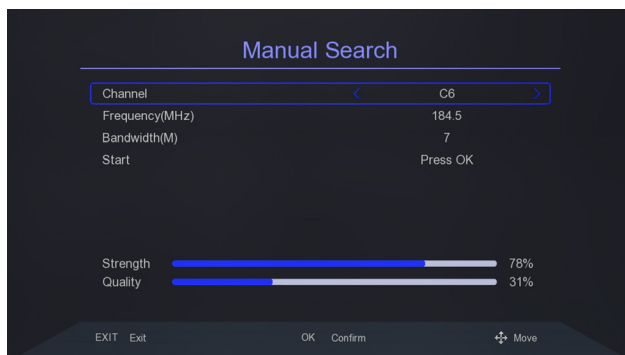 Manual Search
Channel C6
Frequency(MHz) 184.5
Bandwidth(M) 7
Start Press OK
Strength 78%
Quality 31%
EXIT Exit OK Confirm Move